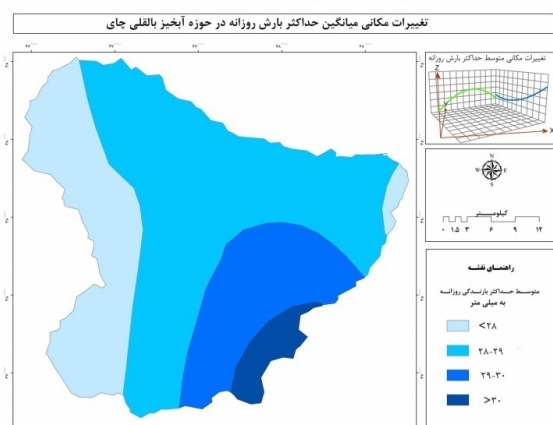 تغییرات مکانی میانگین حداکثر بارش روزانه در حوزه آبخیز بالقلی چای
تغییرات مکانی متوسط حداکثر بارش روزانه
Z
Y
X
N
W E
S
کیلومتر
۰ ۱.۵ ۳ ۶ ۹ ۱۲
راهنمای نقشه
متوسط حداکثر بارندگی روزانه
به میلی متر
<۲۸
۲۸-۲۹
۲۹-۳۰
>۳۰